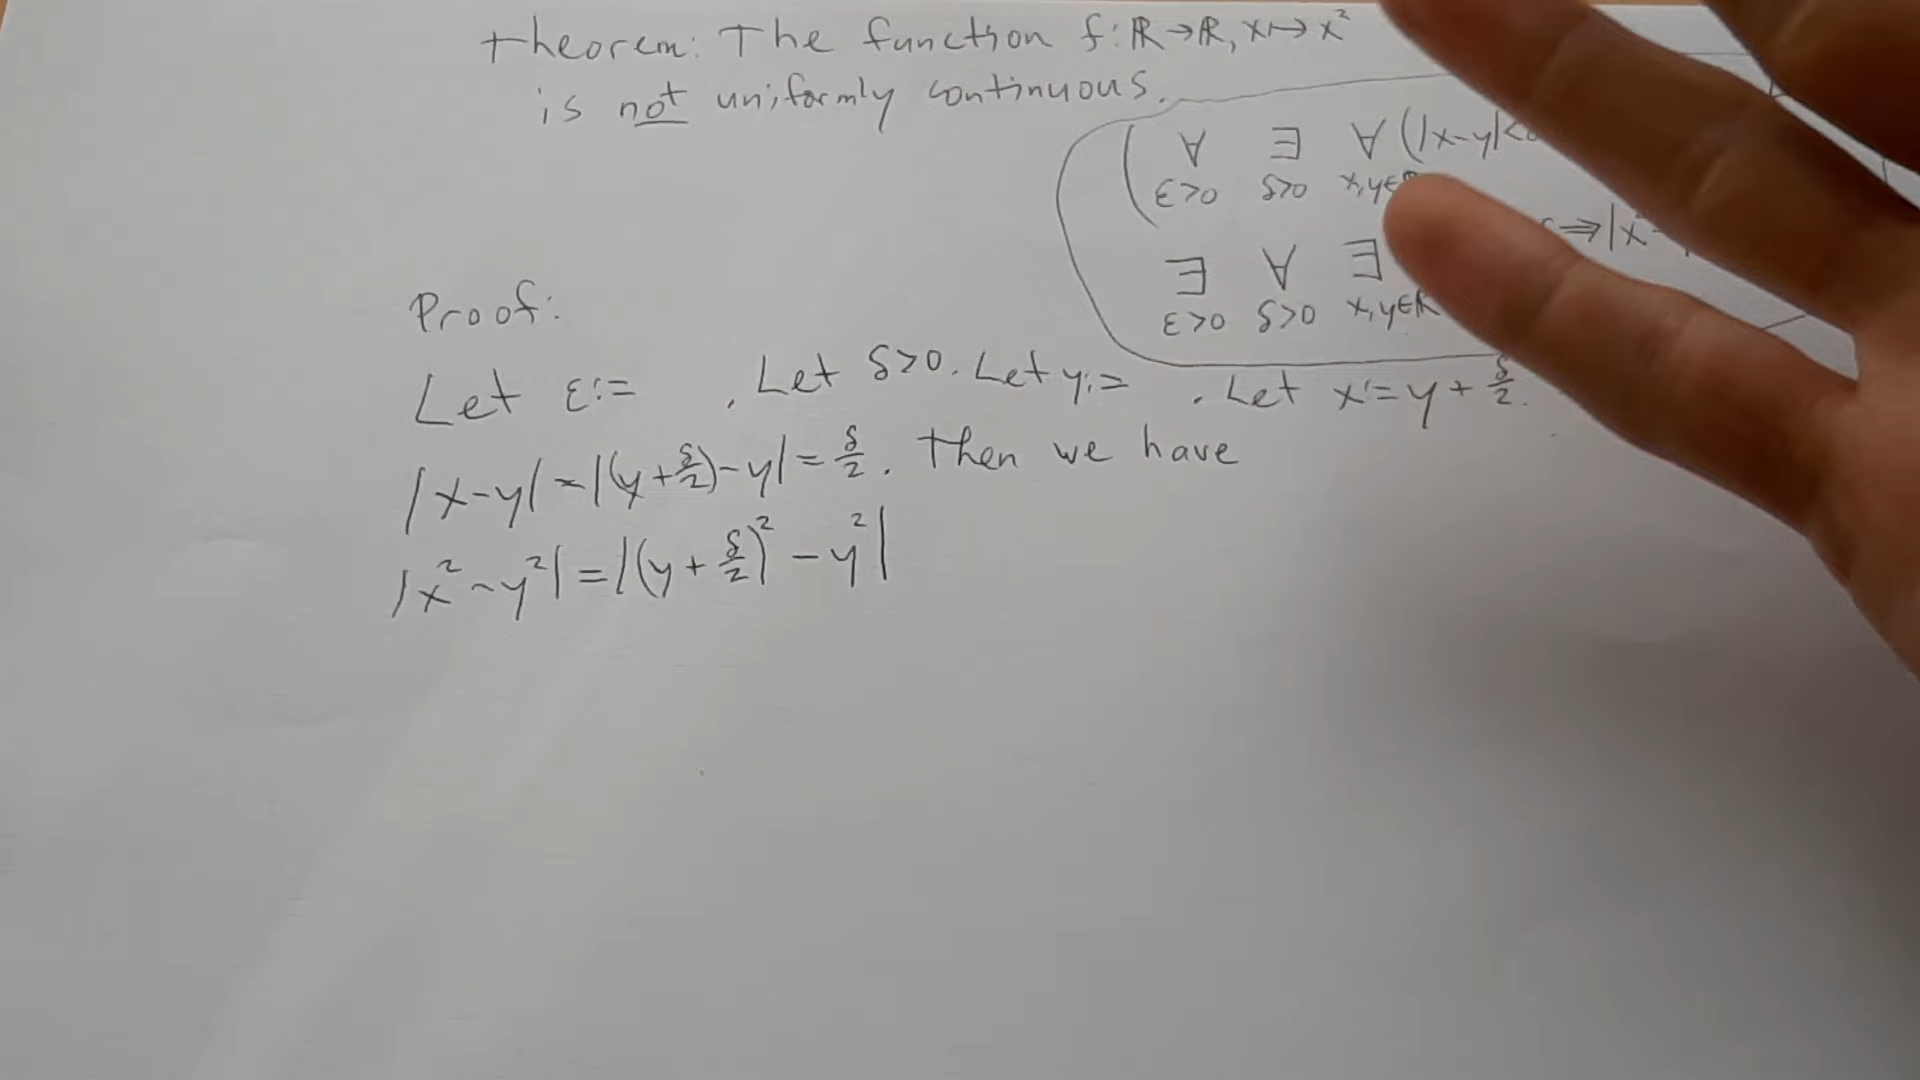 theorem: The function f:ℝ→ℝ, x↦x²
is not uniformly continuous.
∀ ∃ ∀ (|x-y|<
ε>0 δ>0 x,y∈
⇒|x
∃ ∀ ∃
ε>0 δ>0 x,y∈ℝ
Proof:
Let ε:= . Let δ>0. Let y:= . Let x:=y+δ/2.
|x-y|=|(y+δ/2)-y|=δ/2. Then we have
|x²-y²|=|(y+δ/2)²-y²|